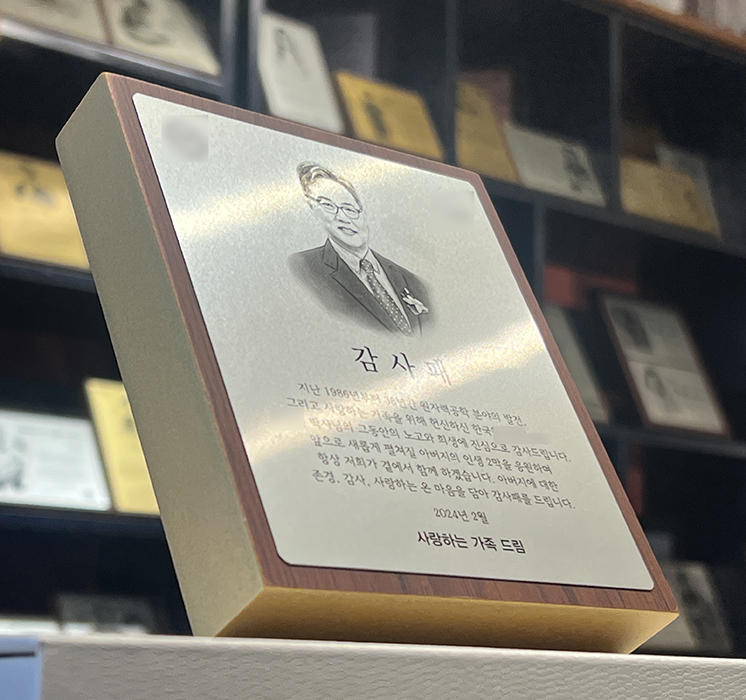 감사패
지난 1986년부터 원자력공학 분야의 발전,
그리고 사랑하는 가족을 위해 헌신하신 한국
박사님의 그동안의 노고와 희생에 진심으로 감사드립니다.
앞으로 새롭게 펼쳐질 아버지의 인생 2막을 응원하며
항상 저희가 곁에서 함께 하겠습니다. 아버지에 대한
존경, 감사, 사랑하는 온 마음을 담아 감사패를 드립니다.
2024년 2월
사랑하는 가족 드림